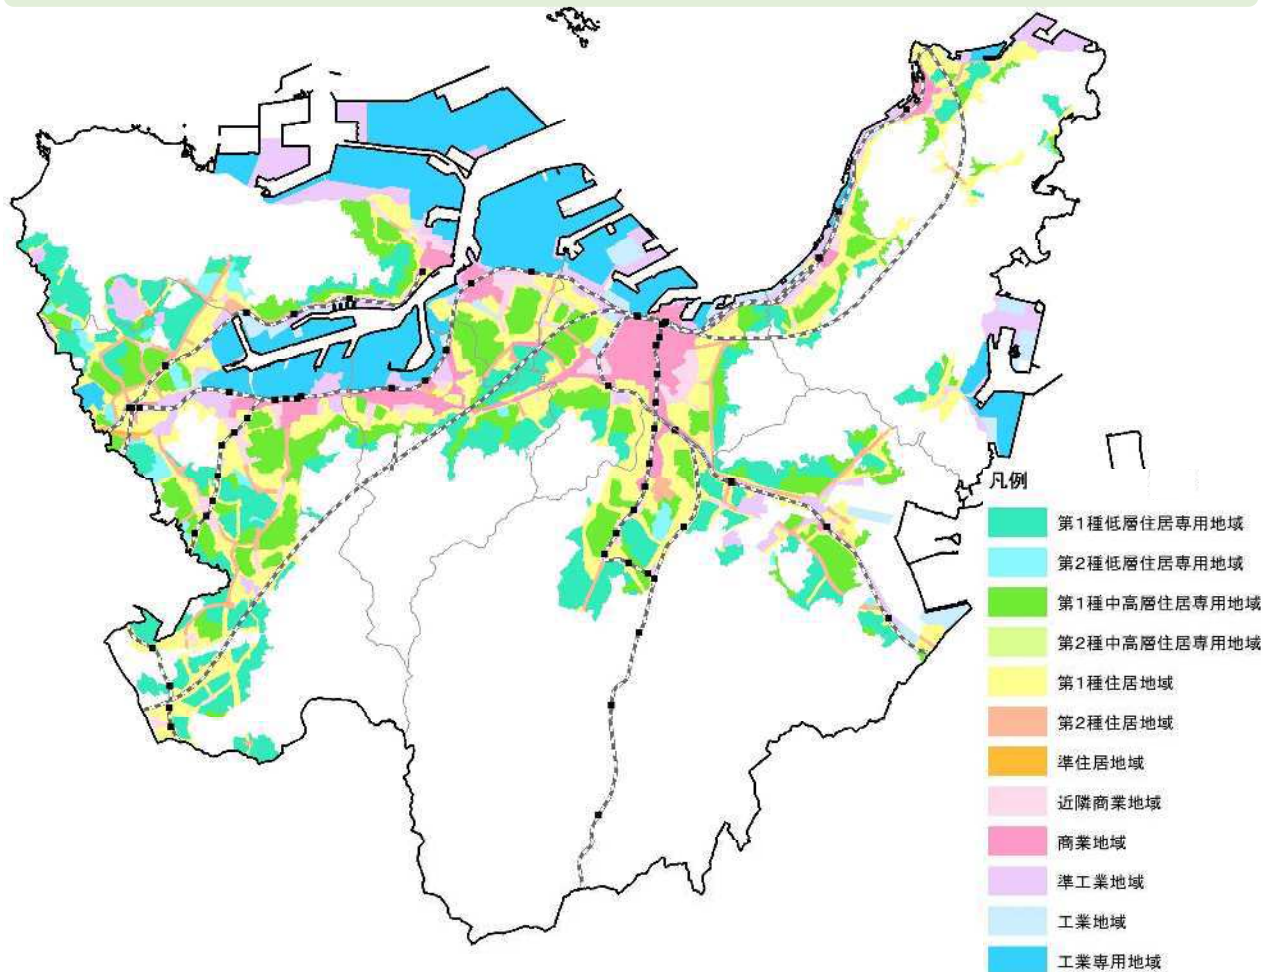 凡例
第1種低層住居専用地域
第2種低層住居専用地域
第1種中高層住居専用地域
第2種中高層住居専用地域
第1種住居地域
第2種住居地域
準住居地域
近隣商業地域
商業地域
準工業地域
工業地域
工業専用地域